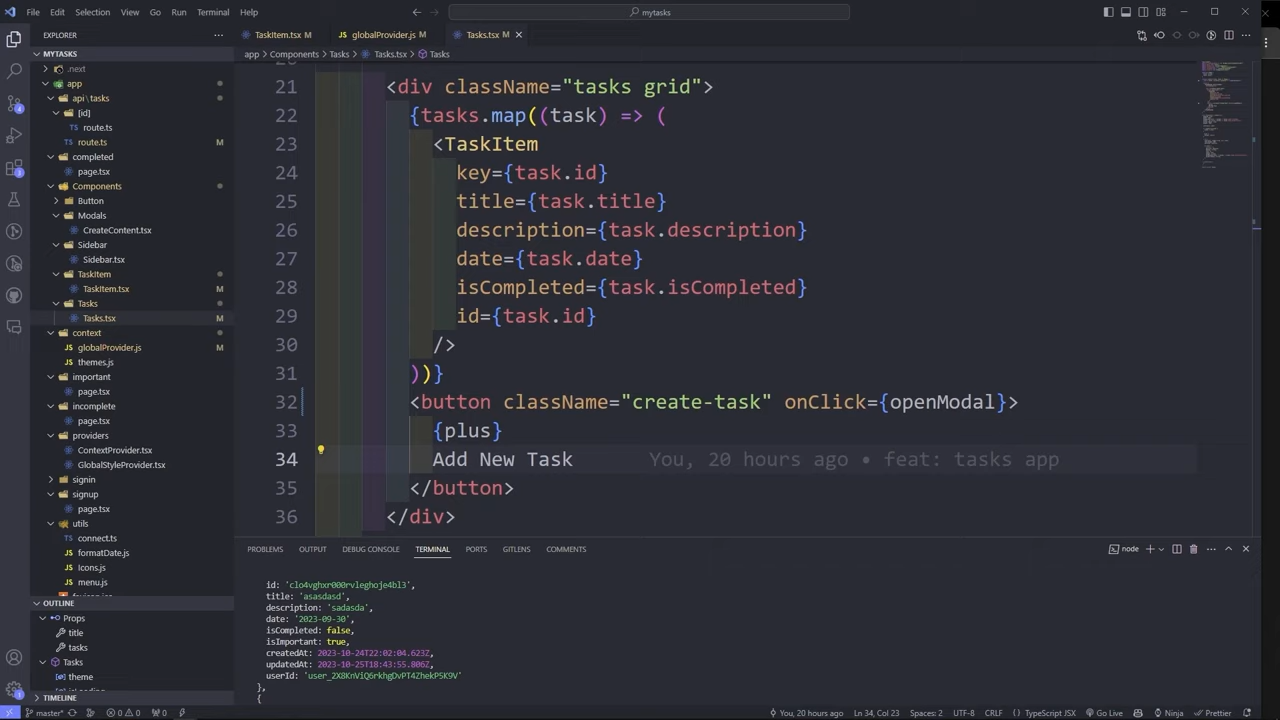 File Edit Selection View Go Run Terminal Help
mytasks
EXPLORER
MYTASKS
.next
app
api\tasks
[id]
route.ts
route.ts M
completed
page.tsx
Components
Button
Modals
CreateContent.tsx
Sidebar
Sidebar.tsx
TaskItem
TaskItem.tsx M
Tasks
Tasks.tsx M
context
globalProvider.js M
themes.js
important
page.tsx
incomplete
page.tsx
providers
ContextProvider.tsx
GlobalStyleProvider.tsx
signin
signup
page.tsx
utils
connect.ts
formatDate.js
Icons.js
menu.js
OUTLINE
Props
title
tasks
Tasks
theme
TIMELINE
TaskItem.tsx M globalProvider.js M Tasks.tsx M
app > Components > Tasks > Tasks.tsx > Tasks
21 <div className="tasks grid">
22 {tasks.map((task) => (
23 <TaskItem
24 key={task.id}
25 title={task.title}
26 description={task.description}
27 date={task.date}
28 isCompleted={task.isCompleted}
29 id={task.id}
30 />
31 ))}
32 <button className="create-task" onClick={openModal}>
33 {plus}
34 Add New Task You, 20 hours ago • feat: tasks app
35 </button>
36 </div>
PROBLEMS OUTPUT DEBUG CONSOLE TERMINAL PORTS GITLENS COMMENTS
node
id: 'clo4vghxr000rvleghoje4bl3',
title: 'asasdasd',
description: 'sadasda',
date: '2023-09-30',
isCompleted: false,
isImportant: true,
createdAt: 2023-10-24T22:02:04.623Z,
updatedAt: 2023-10-25T18:43:55.806Z,
userId: 'user_2X8KnViQ6rkhgDvPT4ZhekP5K9V'
},
{
master* 0 0 0 You, 20 hours ago Ln 34, Col 23 Spaces: 2 UTF-8 CRLF {} TypeScript JSX Go Live Ninja Prettier